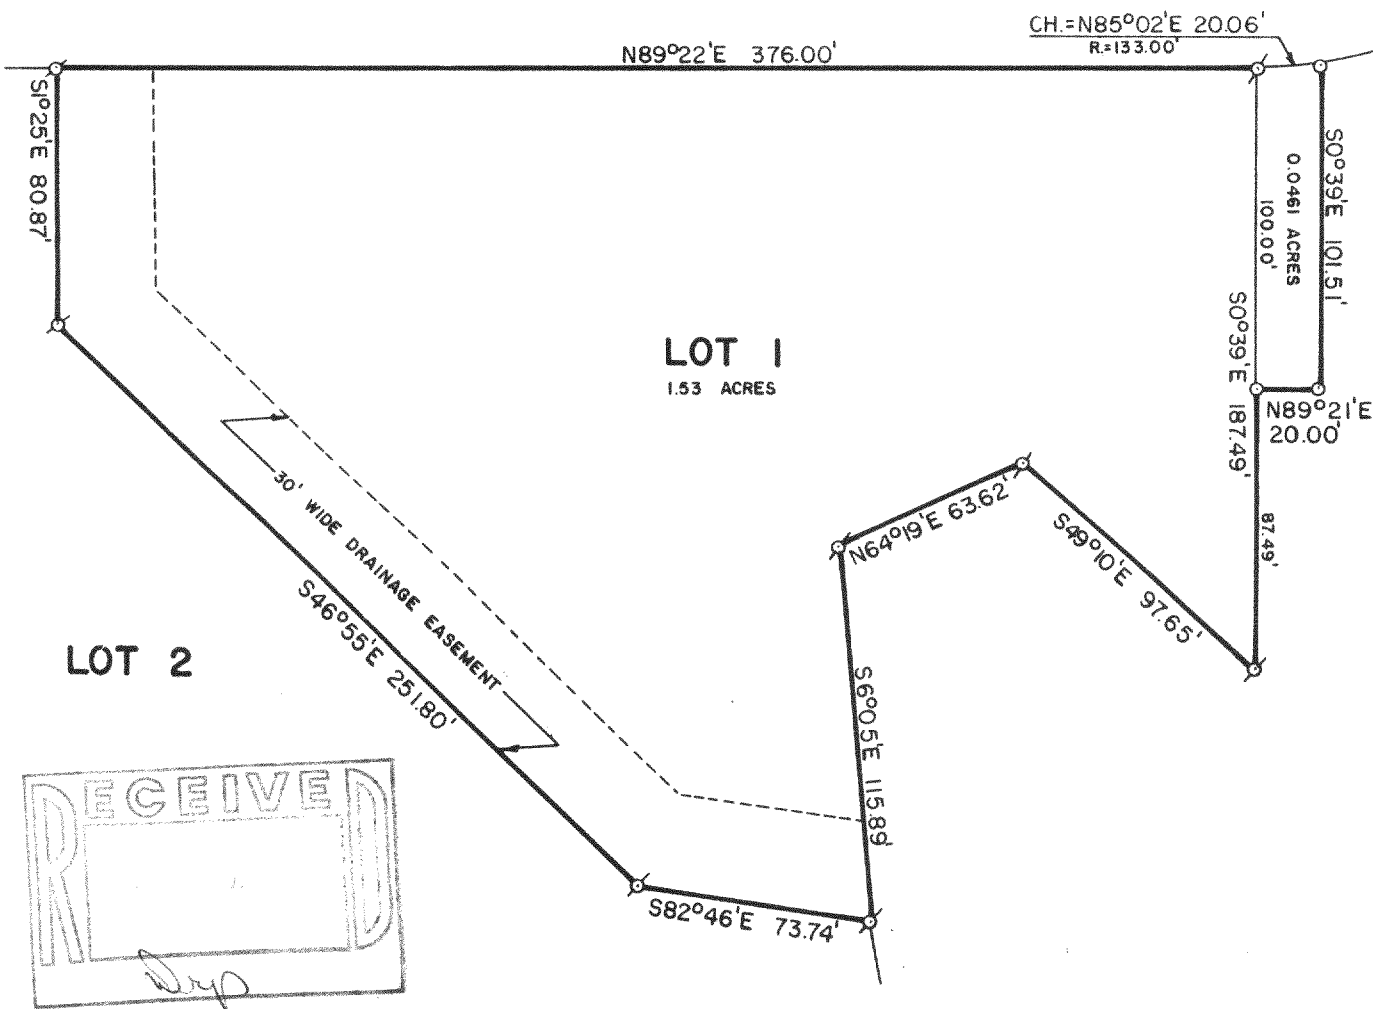 CH.=N85°02'E 20.06'
R.=133.00'
N89°22'E 376.00'
S1°25'E 80.87'
S0°39'E 101.51'
0.0461 ACRES
100.00'
S0°39'E 187.49'
LOT 1
1.53 ACRES
N89°21'E
20.00'
87.49'
N64°19'E 63.62'
S49°10'E 97.65'
30' WIDE DRAINAGE EASEMENT
S46°55'E 251.80'
LOT 2
S6°05'E 115.89'
S82°46'E 73.74'
RECEIVED